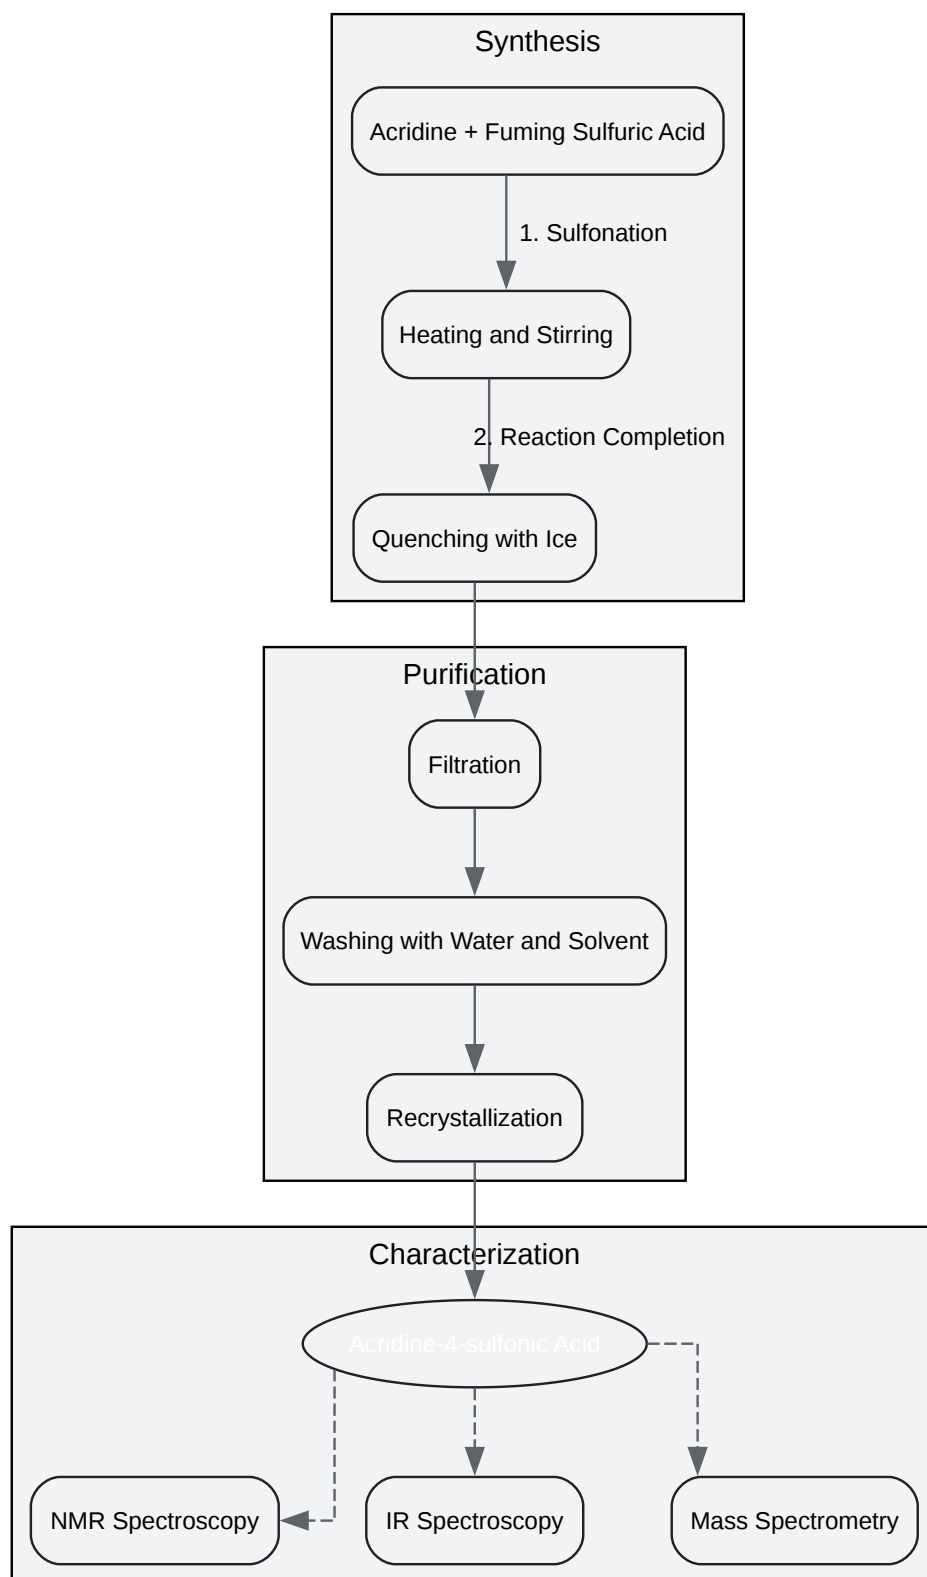 Synthesis
Acridine + Fuming Sulfuric Acid
1. Sulfonation
Heating and Stirring
2. Reaction Completion
Quenching with Ice
Purification
Filtration
Washing with Water and Solvent
Recrystallization
Characterization
Acridine-4-sulfonic Acid
NMR Spectroscopy
IR Spectroscopy
Mass Spectrometry